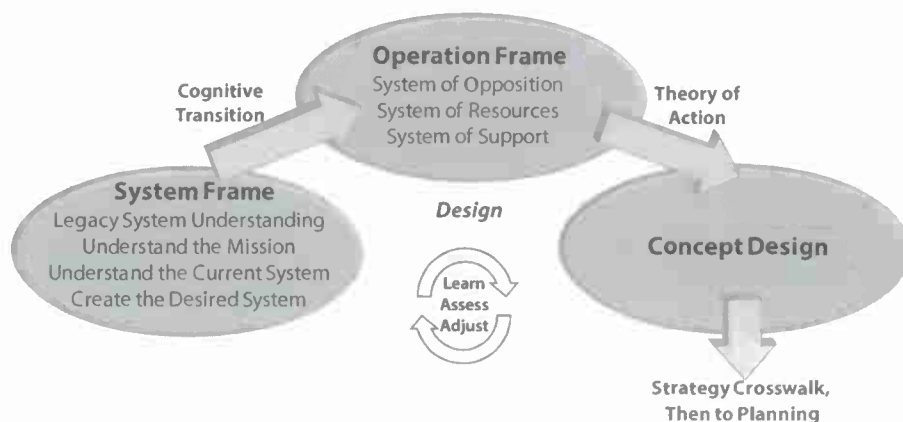 Operation Frame
System of Opposition
System of Resources
System of Support
Cognitive
Transition
Theory of
Action
System Frame
Legacy System Understanding
Understand the Mission
Understand the Current System
Create the Desired System
Design
Learn
Assess
Adjust
Concept Design
Strategy Crosswalk,
Then to Planning